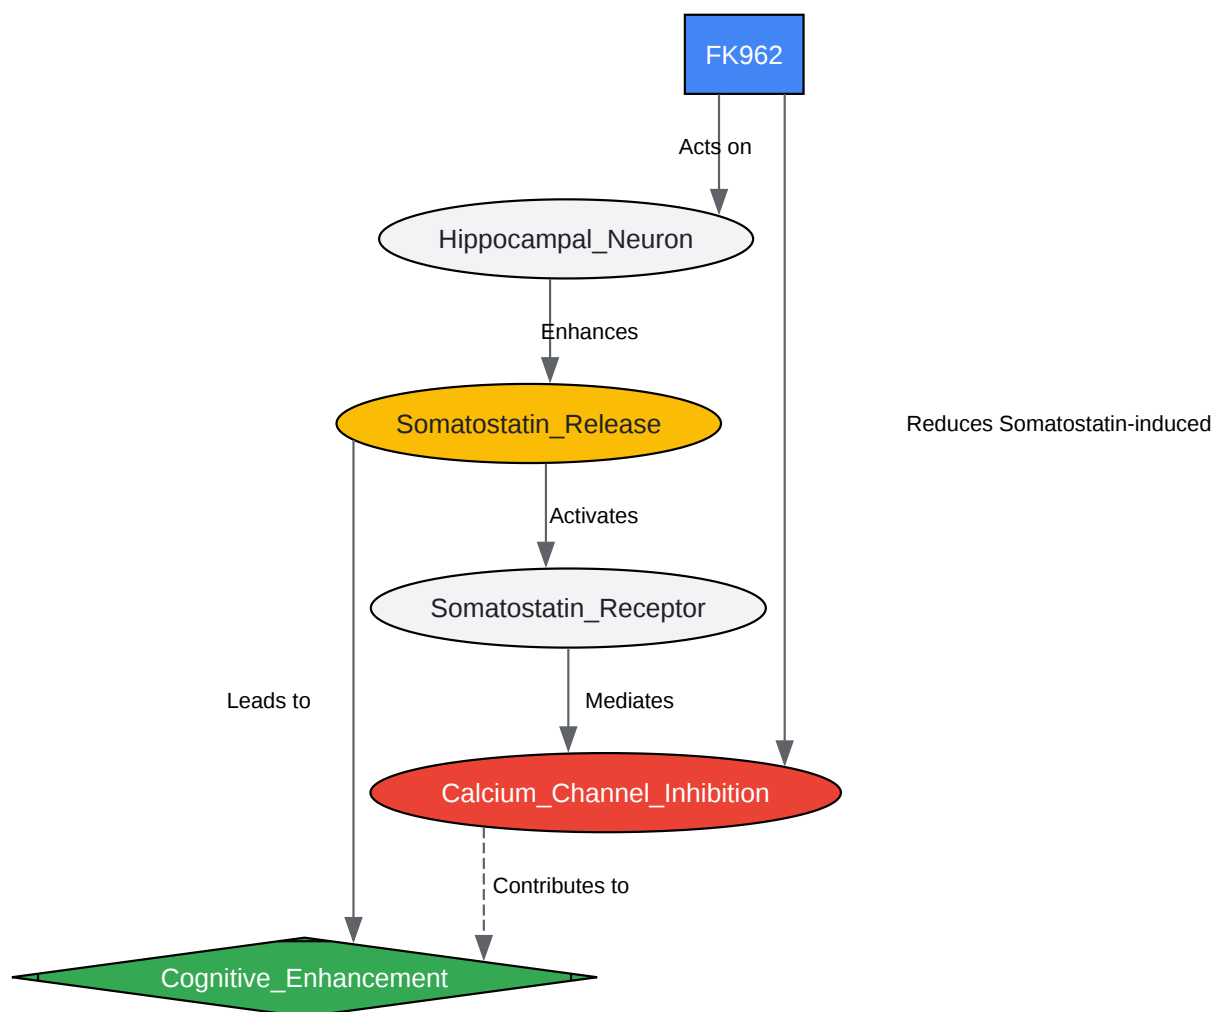 FK962
Acts on
Hippocampal_Neuron
Enhances
Somatostatin_Release
Reduces Somatostatin-induced
Activates
Somatostatin_Receptor
Leads to
Mediates
Calcium_Channel_Inhibition
Contributes to
Cognitive_Enhancement